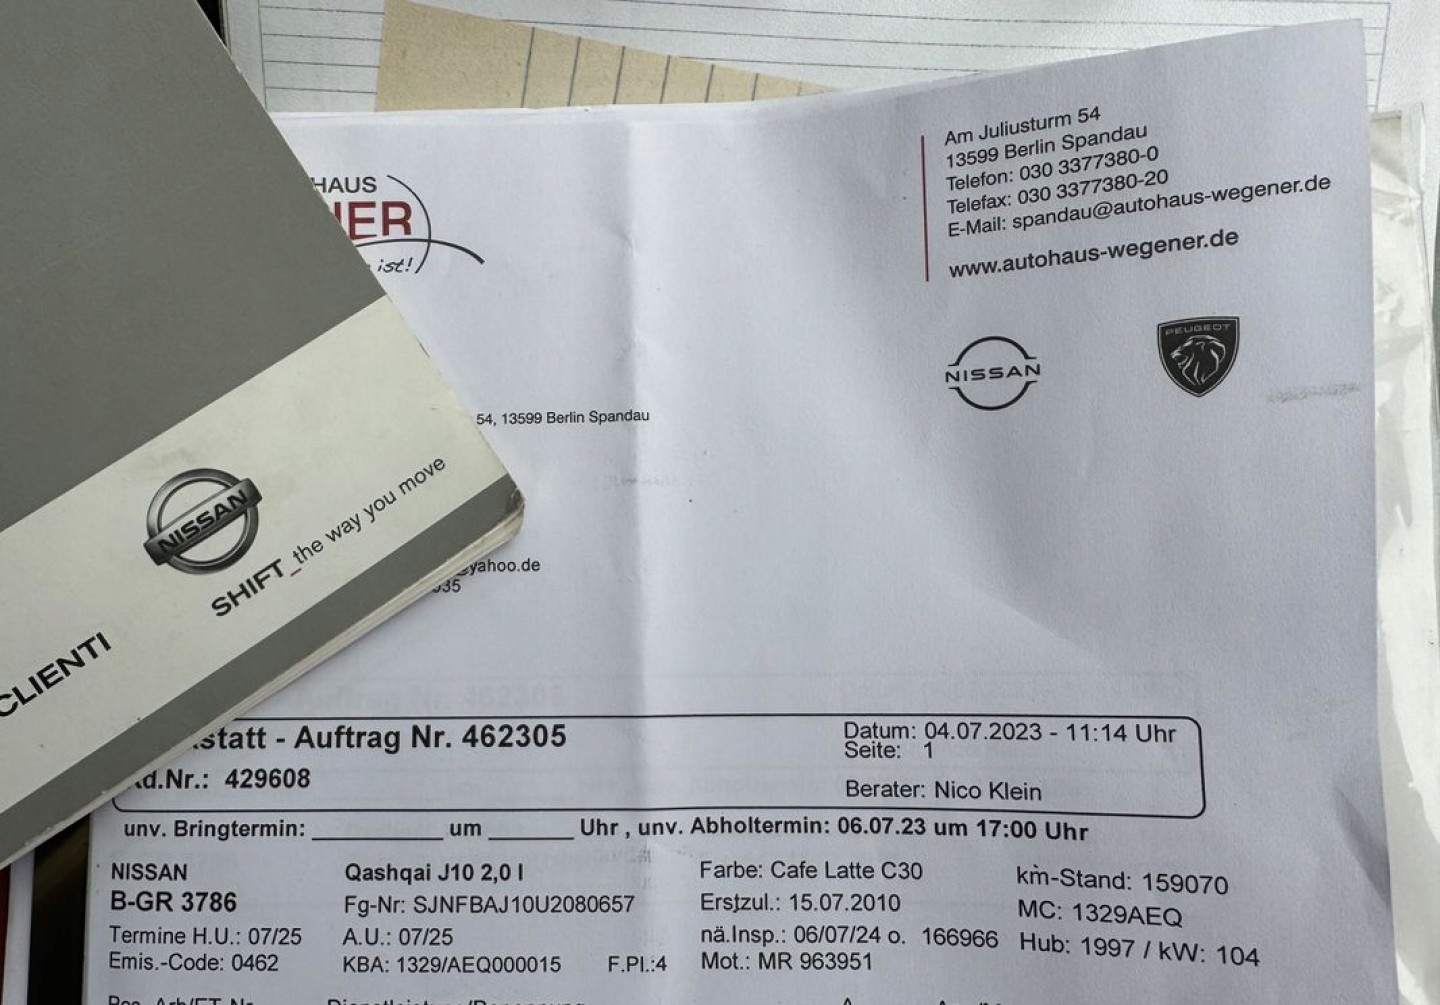 HAUS
NER
ist!
Am Juliusturm 54
13599 Berlin Spandau
Telefon: 030 3377380-0
Telefax: 030 3377380-20
E-Mail: spandau@autohaus-wegener.de
www.autohaus-wegener.de
NISSAN
PEUGEOT
54, 13599 Berlin Spandau
NISSAN
SHIFT_the way you move
CLIENTI
@yahoo.de
035
statt - Auftrag Nr. 462305
Datum: 04.07.2023 - 11:14 Uhr
Seite: 1
Kd.Nr.: 429608
Berater: Nico Klein
unv. Bringtermin: __________ um _______ Uhr , unv. Abholtermin: 06.07.23 um 17:00 Uhr
NISSAN Qashqai J10 2,0 l Farbe: Cafe Latte C30 km-Stand: 159070
B-GR 3786 Fg-Nr: SJNFBAJ10U2080657 Erstzul.: 15.07.2010 MC: 1329AEQ
Termine H.U.: 07/25 A.U.: 07/25 nä.Insp.: 06/07/24 o. 166966 Hub: 1997 / kW: 104
Emis.-Code: 0462 KBA: 1329/AEQ000015 F.Pl.:4 Mot.: MR 963951